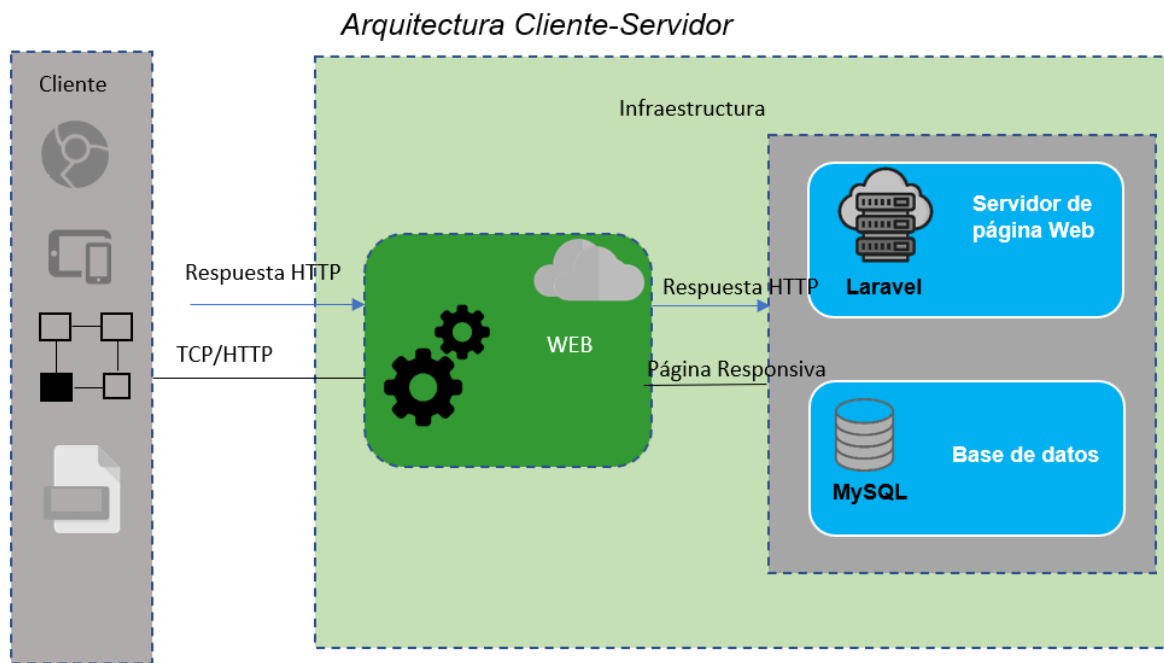 Arquitectura Cliente-Servidor
Cliente
Infraestructura
Servidor de
página Web
Laravel
Respuesta HTTP
Respuesta HTTP
WEB
TCP/HTTP
Página Responsiva
Base de datos
MySQL